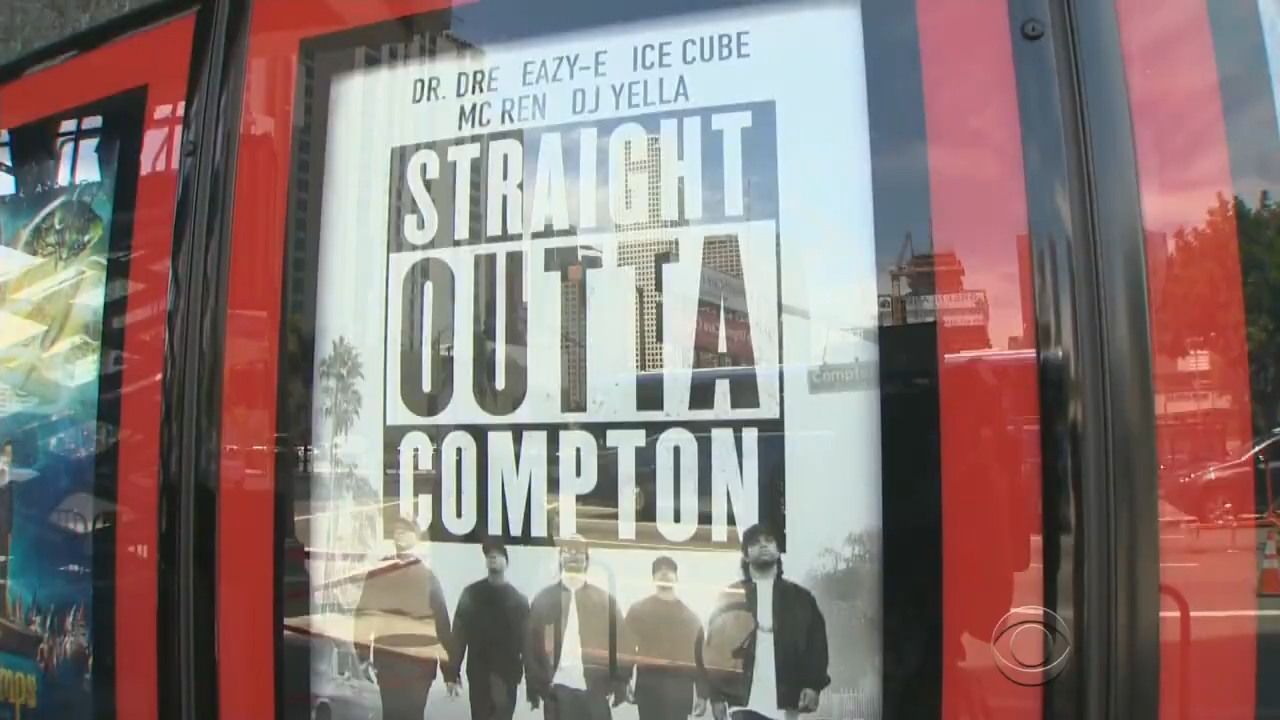 DR. DRE EAZY-E ICE CUBE
MC REN DJ YELLA
STRAIGHT
OUTTA
COMPTON